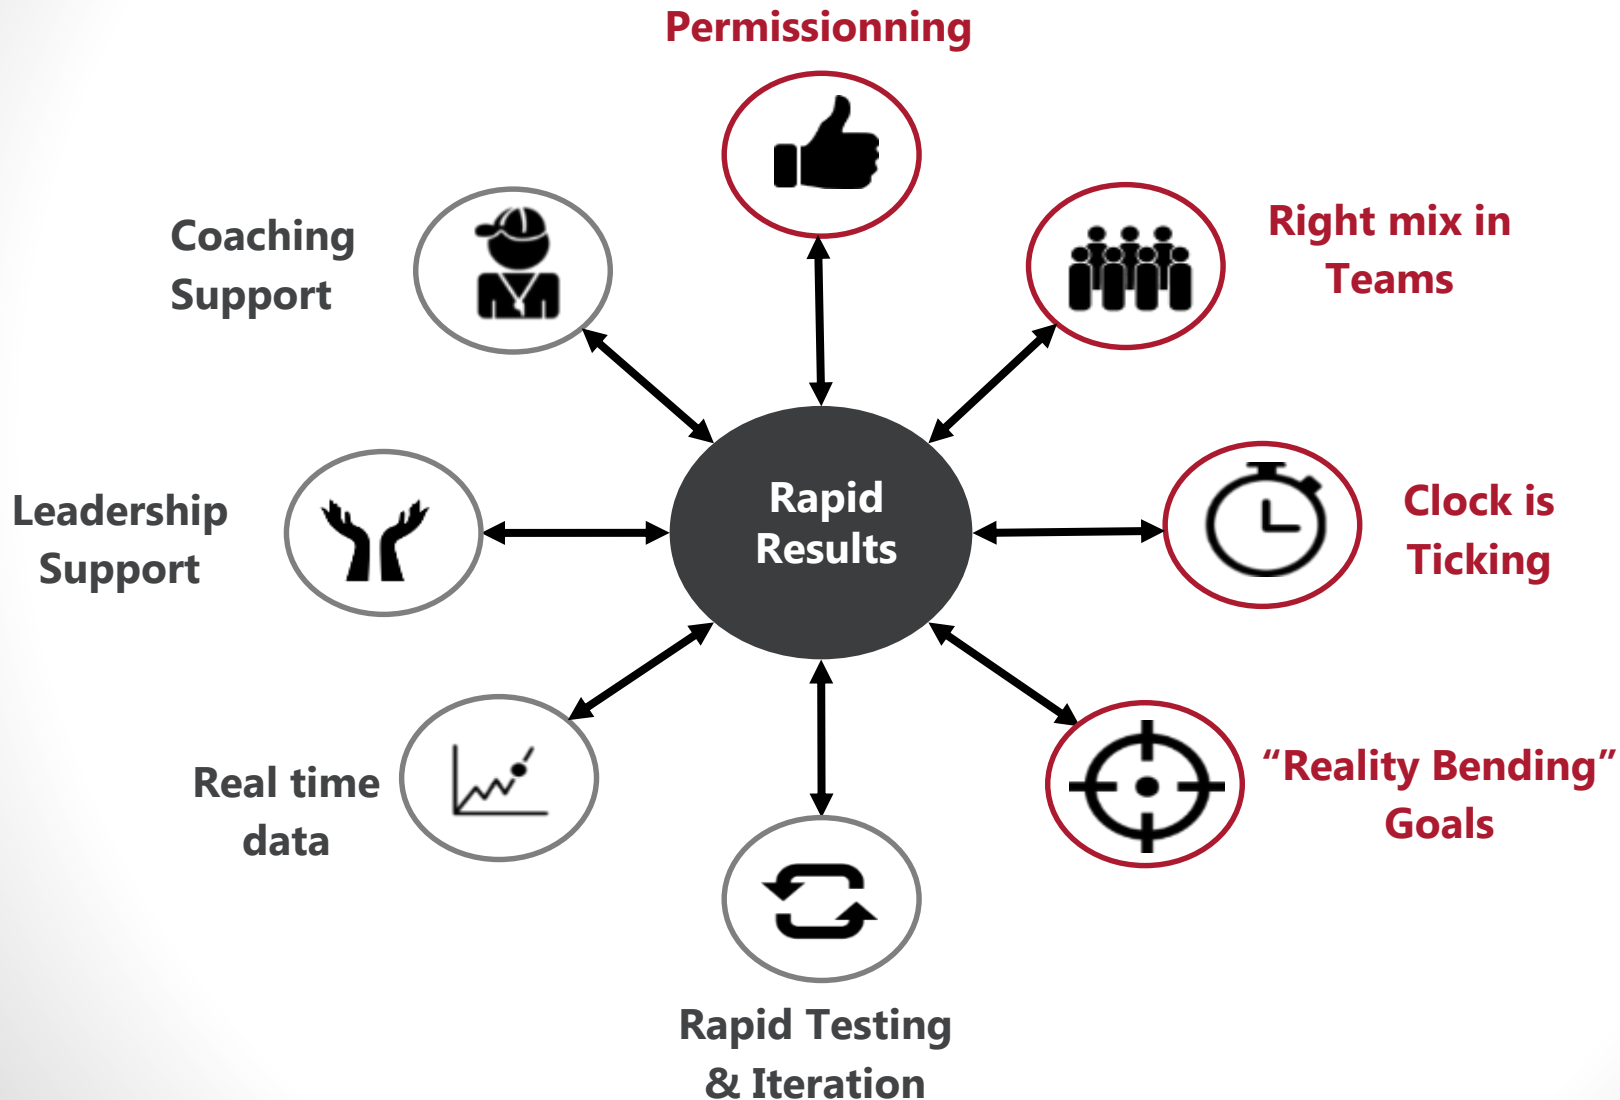 Permissionning
Coaching
Support
Right mix in
Teams
Leadership
Support
Rapid
Results
Clock is
Ticking
Real time
data
“Reality Bending”
Goals
Rapid Testing
& Iteration